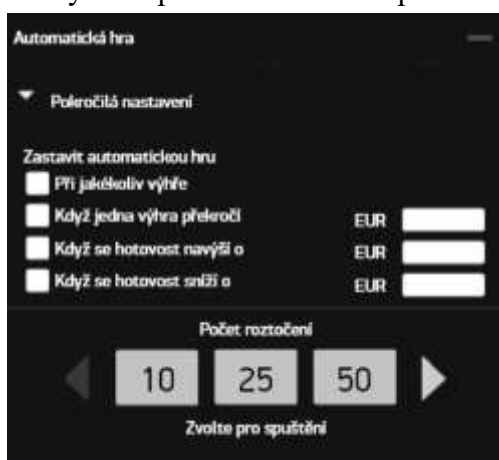 Automatická hra
Pokročilá nastavení
Zastavit automatickou hru
Při jakékoliv výhře
Když jedna výhra překročí EUR
Když se hotovost navýší o EUR
Když se hotovost sníží o EUR
Počet roztočení
10 25 50
Zvolte pro spuštění